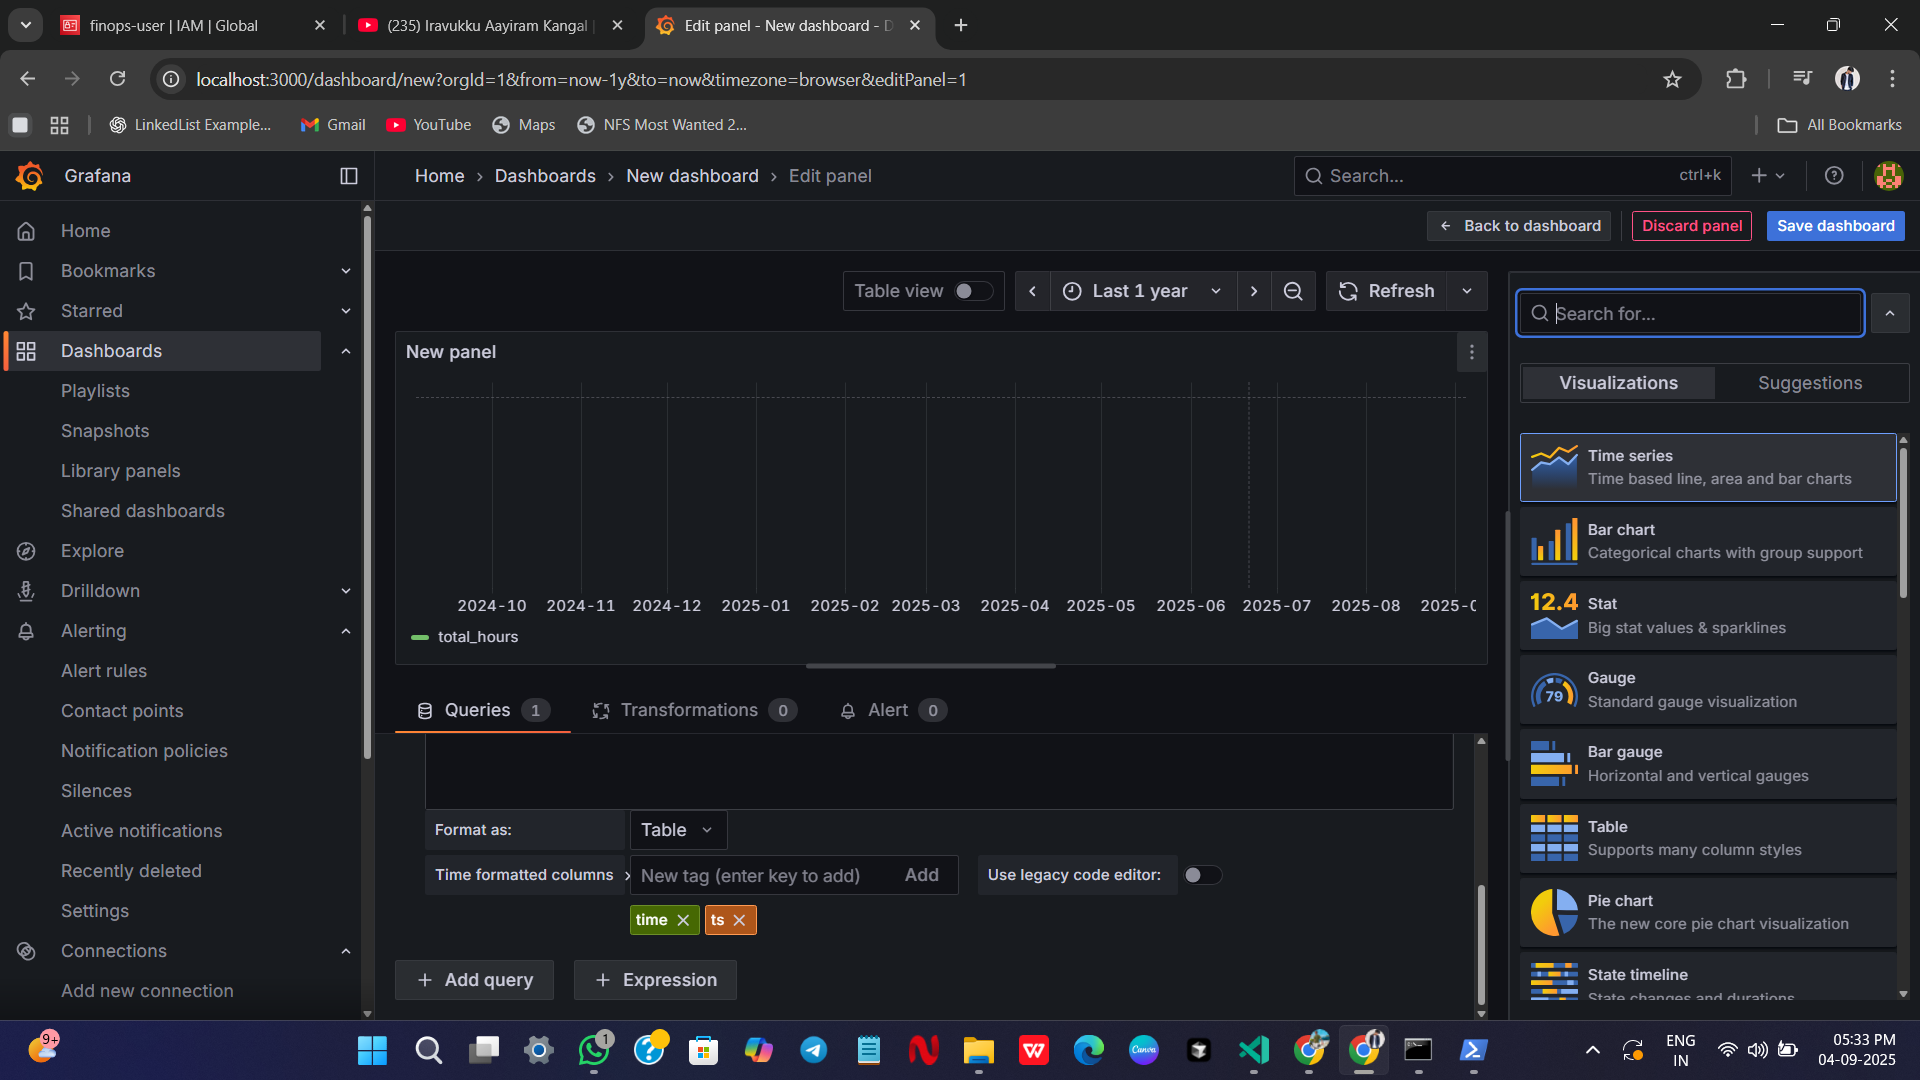 finops-user | IAM | Global
(235) Iravukku Aayiram Kangal |
Edit panel - New dashboard - D
localhost:3000/dashboard/new?orgId=1&from=now-1y&to=now&timezone=browser&editPanel=1
LinkedList Example...
Gmail
YouTube
Maps
NFS Most Wanted 2...
All Bookmarks
Grafana
Home › Dashboards › New dashboard › Edit panel
Search...
ctrl+k
Back to dashboard
Discard panel
Save dashboard
Home
Bookmarks
Starred
Dashboards
Playlists
Snapshots
Library panels
Shared dashboards
Explore
Drilldown
Alerting
Alert rules
Contact points
Notification policies
Silences
Active notifications
Recently deleted
Settings
Connections
Add new connection
Table view
Last 1 year
Refresh
New panel
2024-10 2024-11 2024-12 2025-01 2025-02 2025-03 2025-04 2025-05 2025-06 2025-07 2025-08 2025-0
total_hours
Queries 1
Transformations 0
Alert 0
Format as:
Table
Time formatted columns
New tag (enter key to add)
Add
Use legacy code editor:
time
ts
+ Add query
+ Expression
Search for...
Visualizations
Suggestions
Time series
Time based line, area and bar charts
Bar chart
Categorical charts with group support
12.4
Stat
Big stat values & sparklines
79
Gauge
Standard gauge visualization
Bar gauge
Horizontal and vertical gauges
Table
Supports many column styles
Pie chart
The new core pie chart visualization
State timeline
State changes and durations
9+
1
Canva
ENG
IN
05:33 PM
04-09-2025